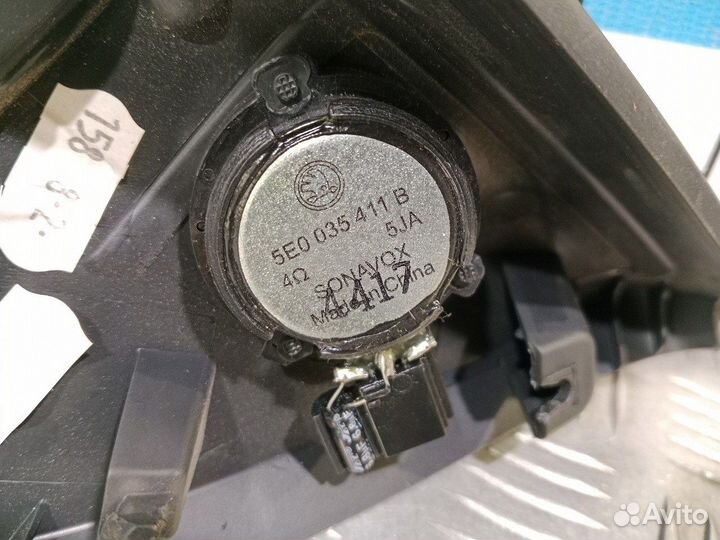 158
8-2.
5E0 035 411 B
5JA
4Ω
SONAVOX
4417
Made in China
Avito